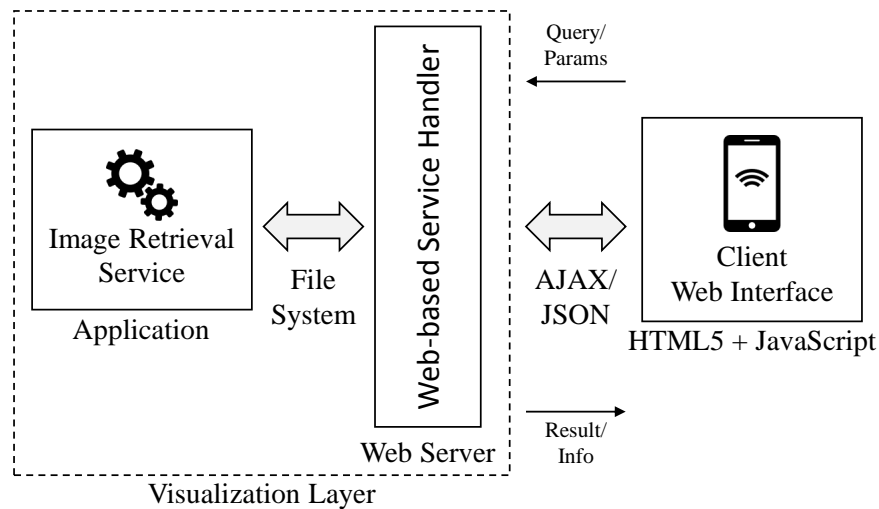 Query/
Params
Web-based Service Handler
Image Retrieval
Service
Application
File
System
AJAX/
JSON
Client
Web Interface
HTML5 + JavaScript
Web Server
Result/
Info
Visualization Layer